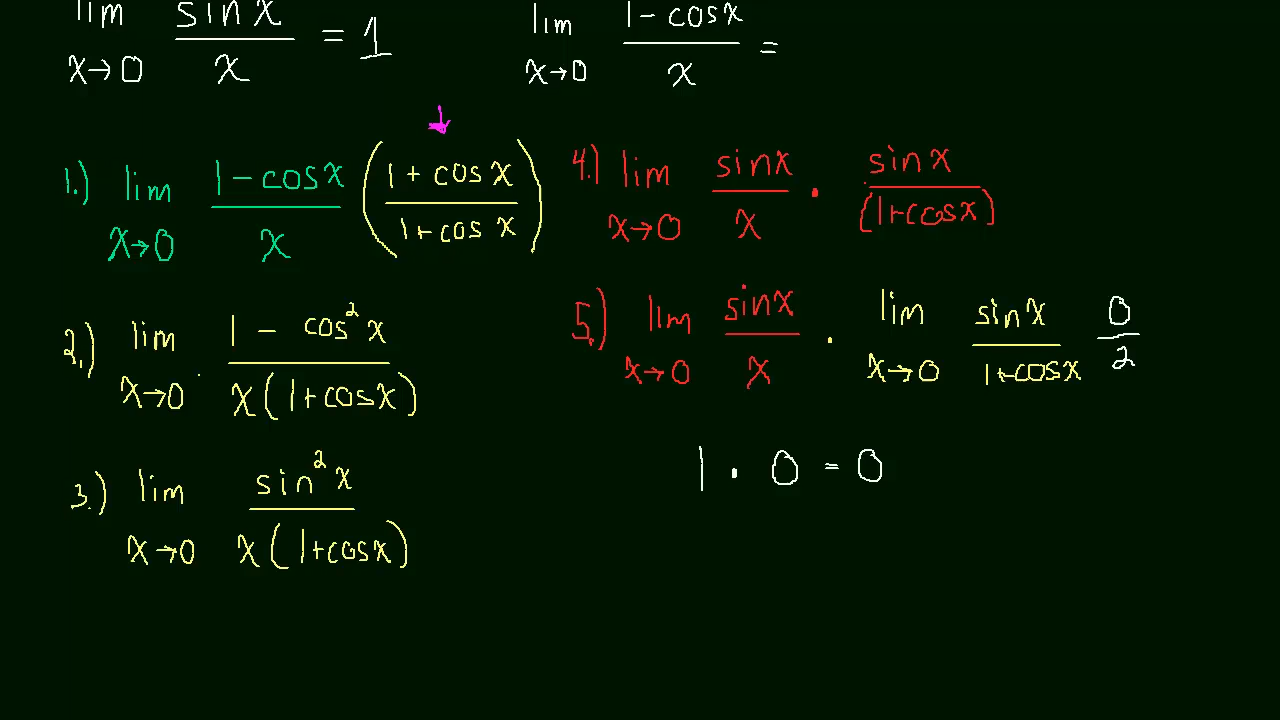 lim x→0 sin x / x = 1
lim x→0 1 - cos x / x =
1.) lim x→0 1 - cos x / x (1 + cos x / 1 + cos x)
2.) lim x→0 1 - cos² x / x(1 + cos x)
3.) lim x→0 sin² x / x(1 + cos x)
4.) lim x→0 sin x / x · sin x / (1 + cos x)
5.) lim x→0 sin x / x · lim x→0 sin x / 1 + cos x 0 / 2
1 · 0 = 0